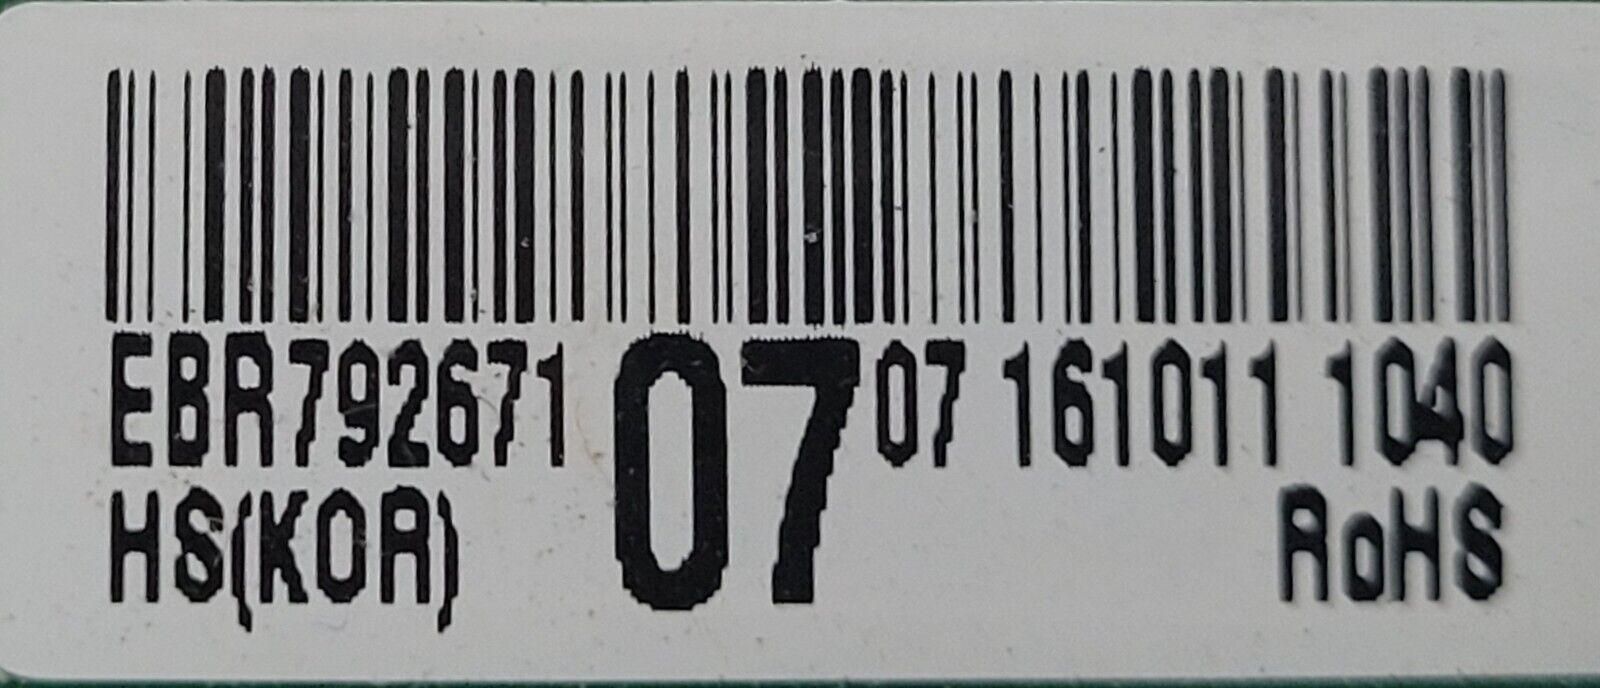 EBR792671 07 07 161011 1040
HS(KOR) RoHS